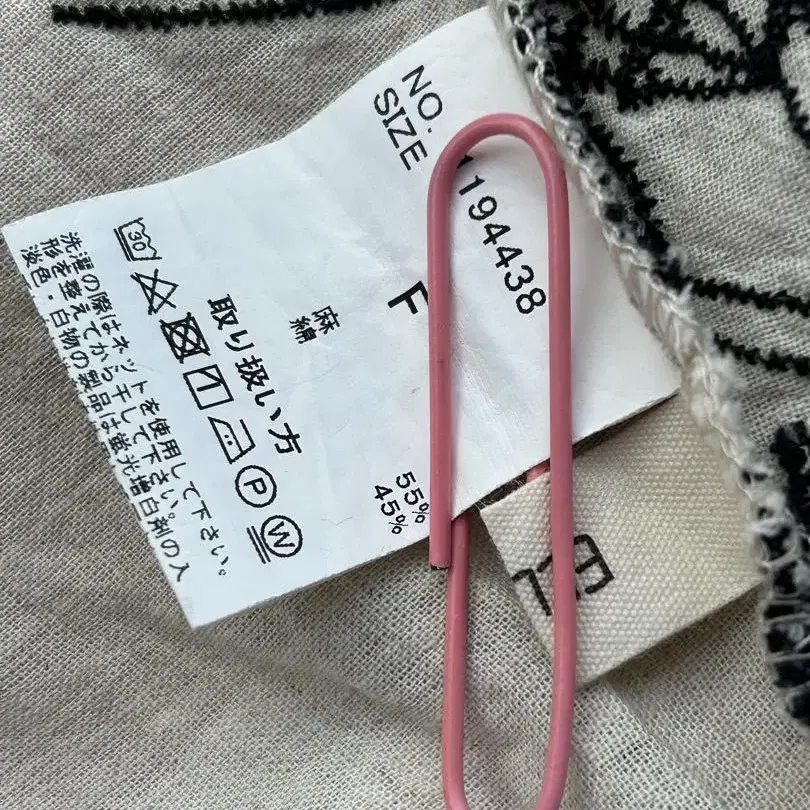 NO. 1194438
SIZE F
麻 55%
綿 45%
取り扱い方
30
P
W
洗濯の際はネットを使用して下さい。
形を整えてから干して下さい。
淡色・白物の製品は蛍光増白剤の入